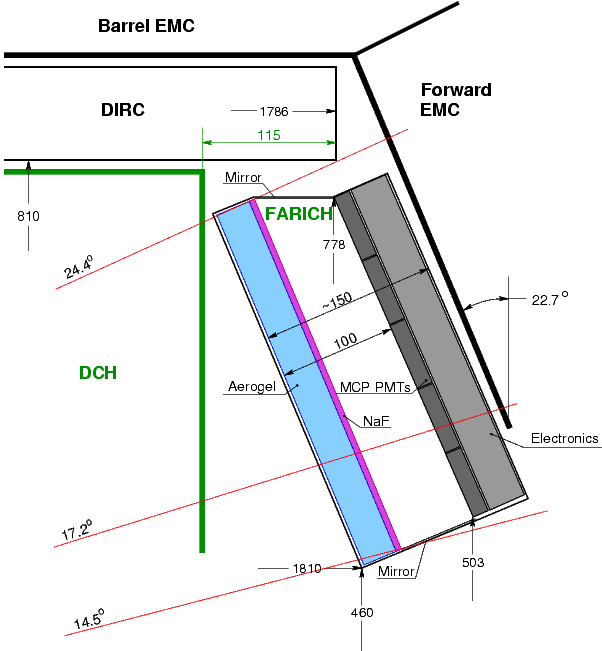 Barrel EMC
DIRC
1786
Forward
EMC
115
810
Mirror
FARICH
778
24.4°
~150
22.7°
100
DCH
Aerogel
MCP PMTs
NaF
Electronics
17.2°
1810
Mirror
503
460
14.5°